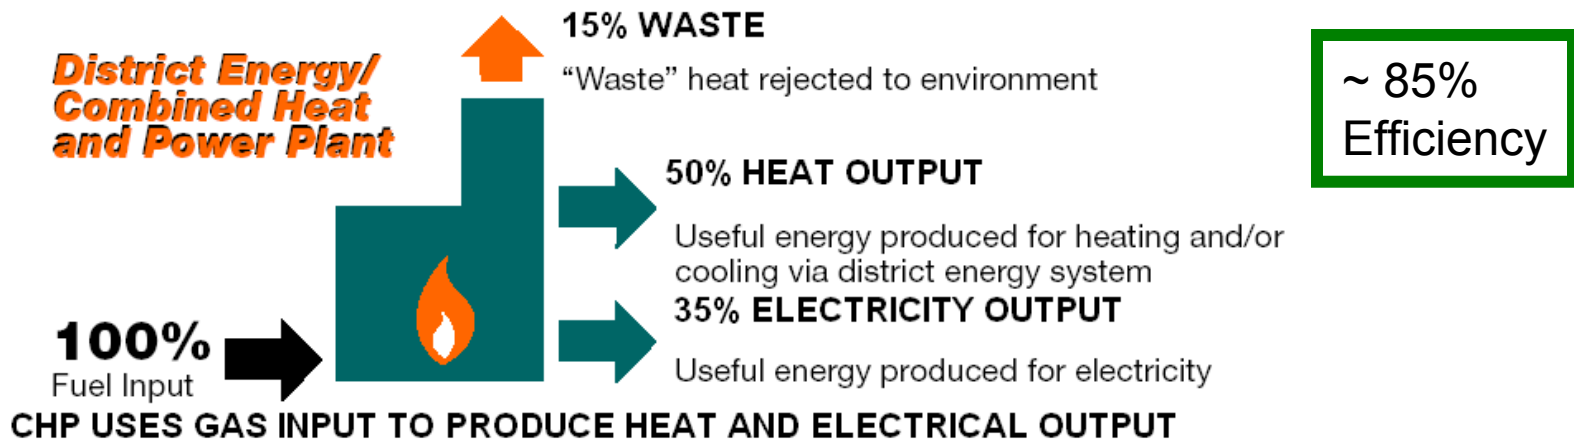 15% WASTE
“Waste” heat rejected to environment
District Energy/
Combined Heat
and Power Plant
~ 85%
Efficiency
50% HEAT OUTPUT
Useful energy produced for heating and/or
cooling via district energy system
35% ELECTRICITY OUTPUT
Useful energy produced for electricity
100%
Fuel Input
CHP USES GAS INPUT TO PRODUCE HEAT AND ELECTRICAL OUTPUT